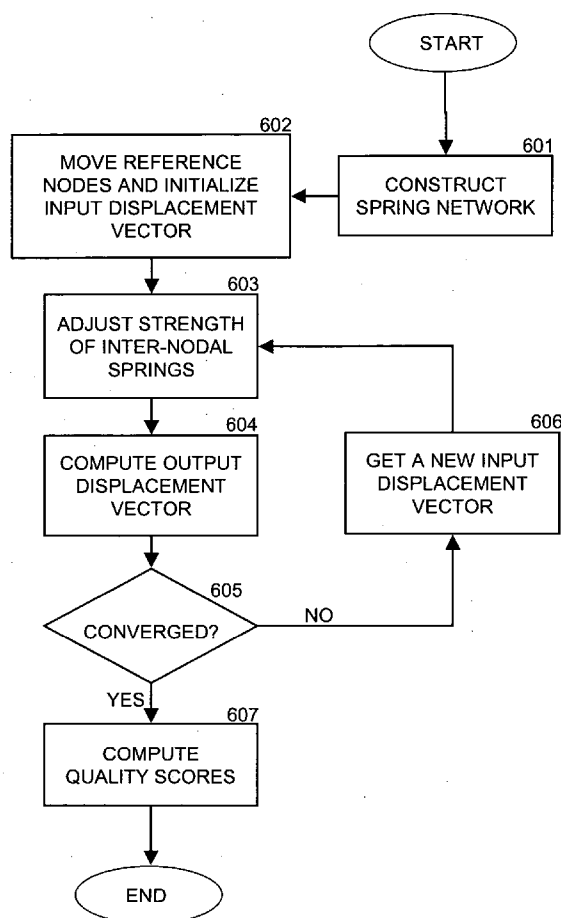 START
601
CONSTRUCT
SPRING NETWORK
602
MOVE REFERENCE
NODES AND INITIALIZE
INPUT DISPLACEMENT
VECTOR
603
ADJUST STRENGTH
OF INTER-NODAL
SPRINGS
604
COMPUTE OUTPUT
DISPLACEMENT
VECTOR
605
CONVERGED?
NO
606
GET A NEW INPUT
DISPLACEMENT
VECTOR
YES
607
COMPUTE
QUALITY SCORES
END